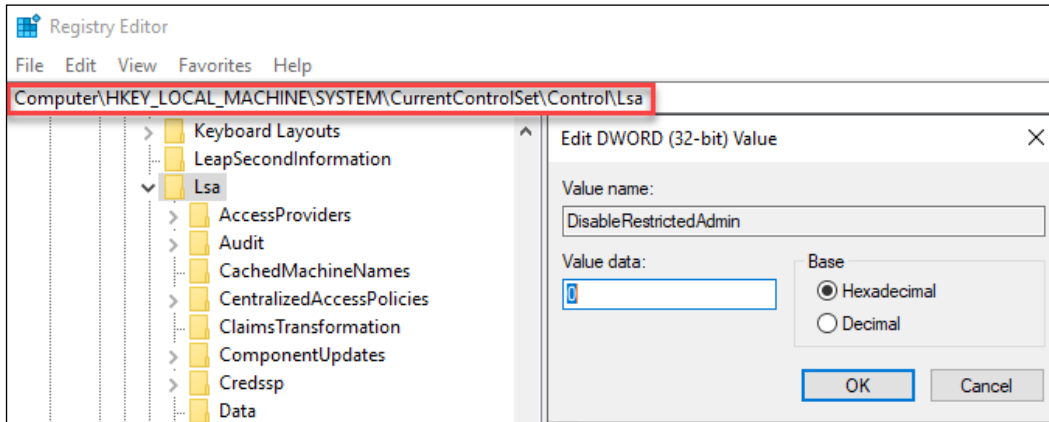 Registry Editor
File Edit View Favorites Help
Computer\HKEY_LOCAL_MACHINE\SYSTEM\CurrentControlSet\Control\Lsa
Keyboard Layouts
LeapSecondInformation
Lsa
AccessProviders
Audit
CachedMachineNames
CentralizedAccessPolicies
ClaimsTransformation
ComponentUpdates
Credssp
Data
Edit DWORD (32-bit) Value
Value name:
DisableRestrictedAdmin
Value data:
0
Base
Hexadecimal
Decimal
OK Cancel